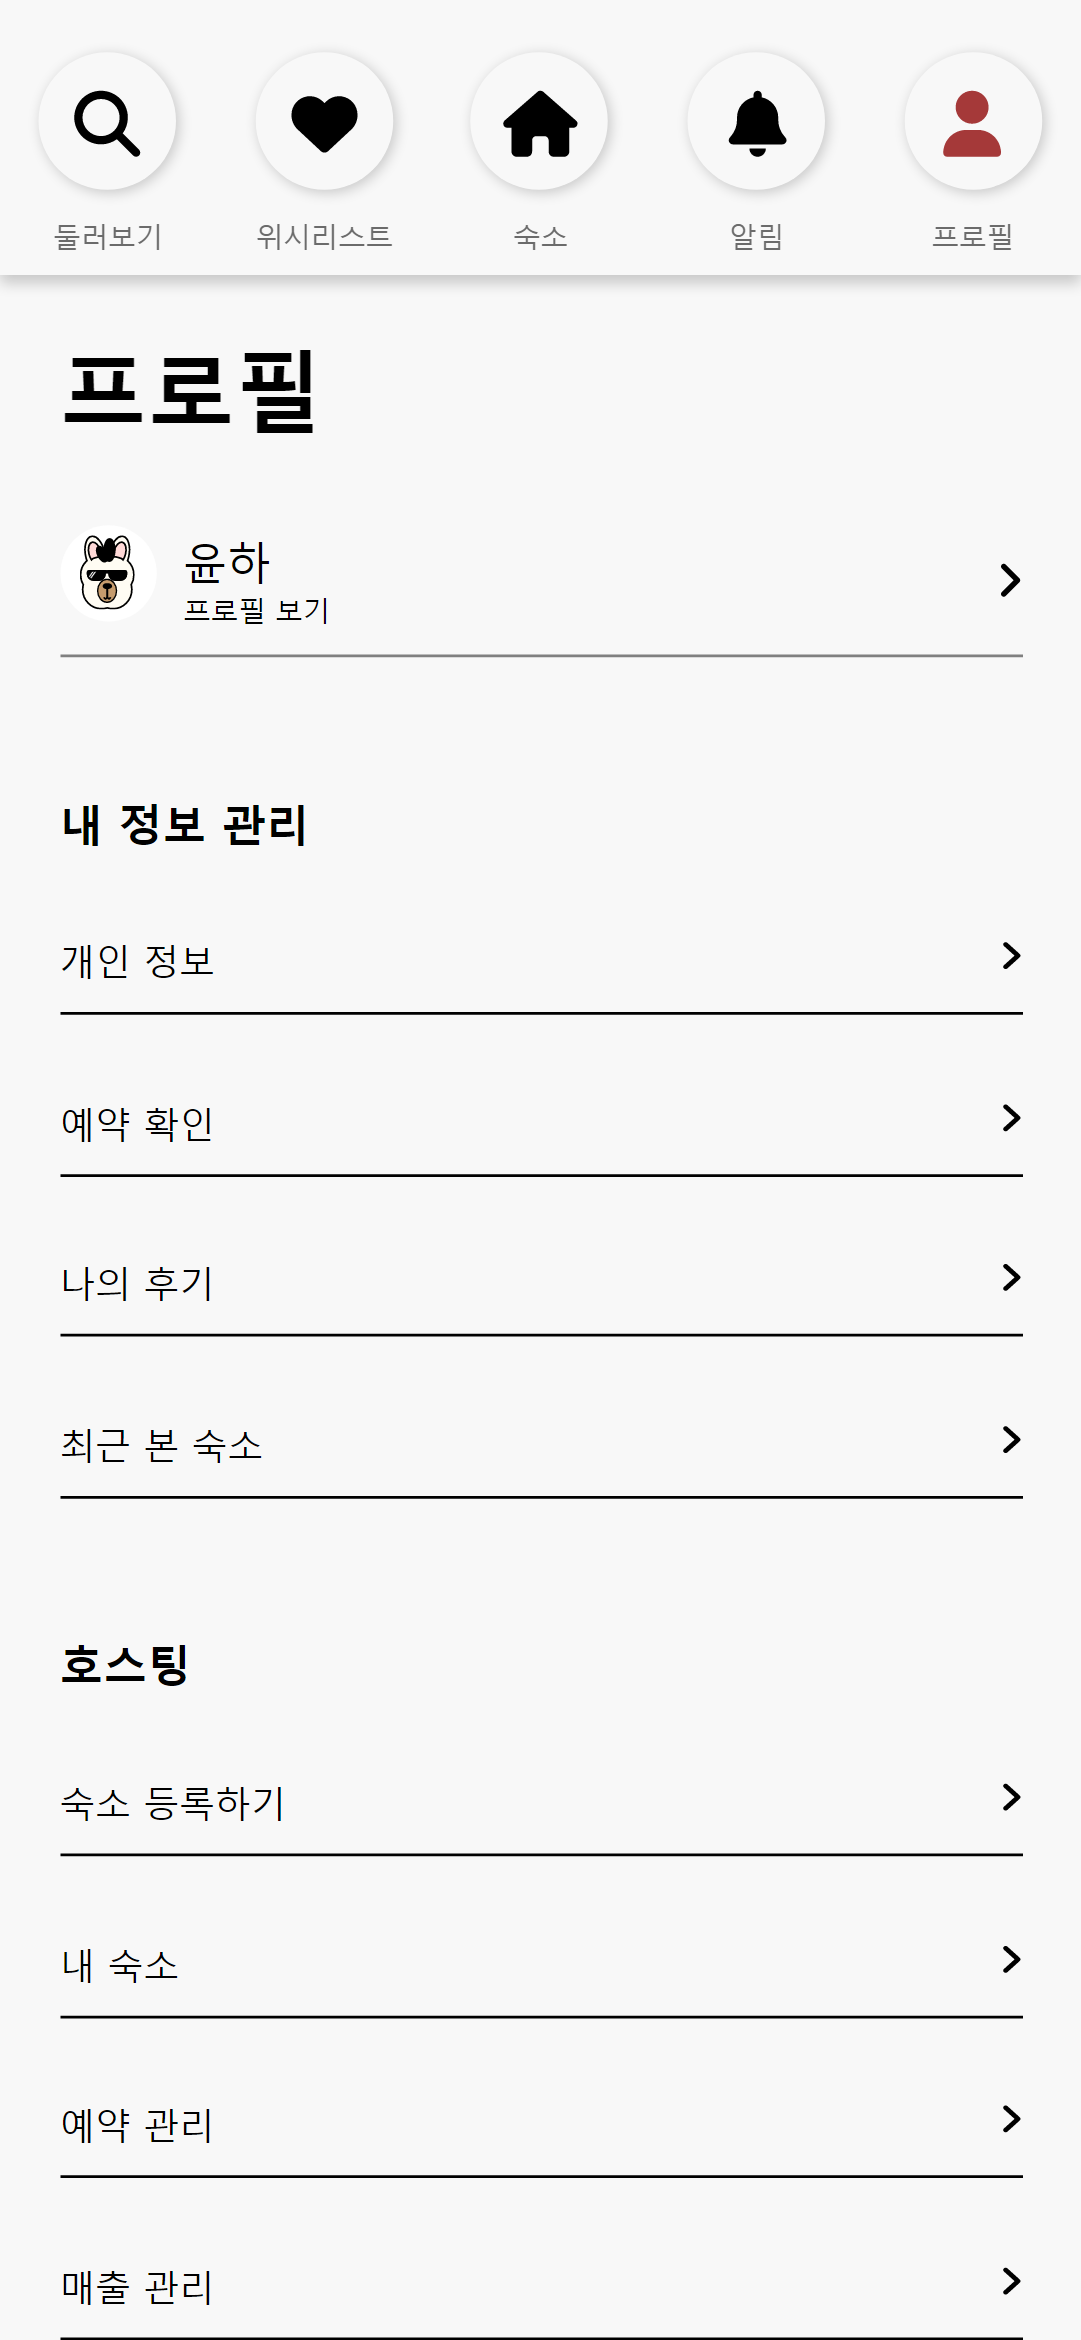 둘러보기 위시리스트 숙소 알림 프로필
프로필
윤하
프로필 보기
내 정보 관리
개인 정보
예약 확인
나의 후기
최근 본 숙소
호스팅
숙소 등록하기
내 숙소
예약 관리
매출 관리